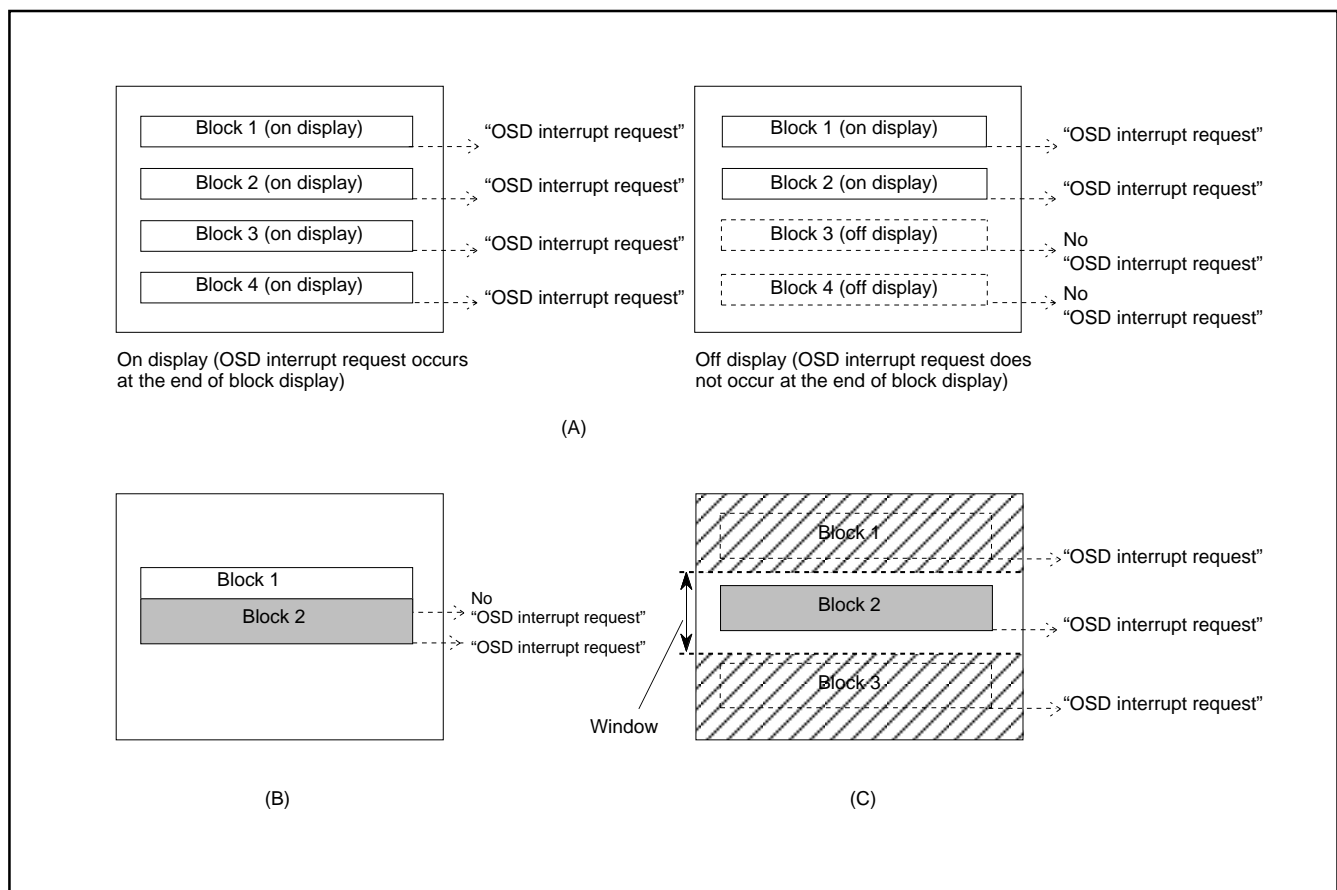 Block 1 (on display)
“OSD interrupt request”
Block 2 (on display)
“OSD interrupt request”
Block 3 (on display)
“OSD interrupt request”
Block 4 (on display)
“OSD interrupt request”
On display (OSD interrupt request occurs
at the end of block display)
Block 1 (on display)
“OSD interrupt request”
Block 2 (on display)
“OSD interrupt request”
Block 3 (off display)
No
“OSD interrupt request”
Block 4 (off display)
No
“OSD interrupt request”
Off display (OSD interrupt request does
not occur at the end of block display)
(A)
Block 1
Block 2
No
“OSD interrupt request”
“OSD interrupt request”
(B)
Block 1
“OSD interrupt request”
Block 2
“OSD interrupt request”
Block 3
“OSD interrupt request”
Window
(C)